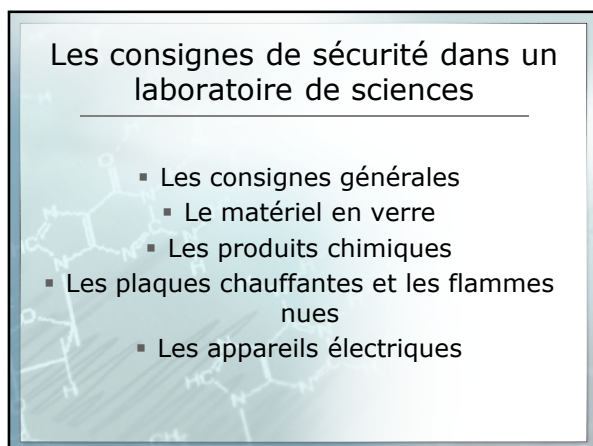 Les consignes de sécurité dans un
laboratoire de sciences
▪ Les consignes générales
▪ Le matériel en verre
▪ Les produits chimiques
▪ Les plaques chauffantes et les flammes
nues
▪ Les appareils électriques